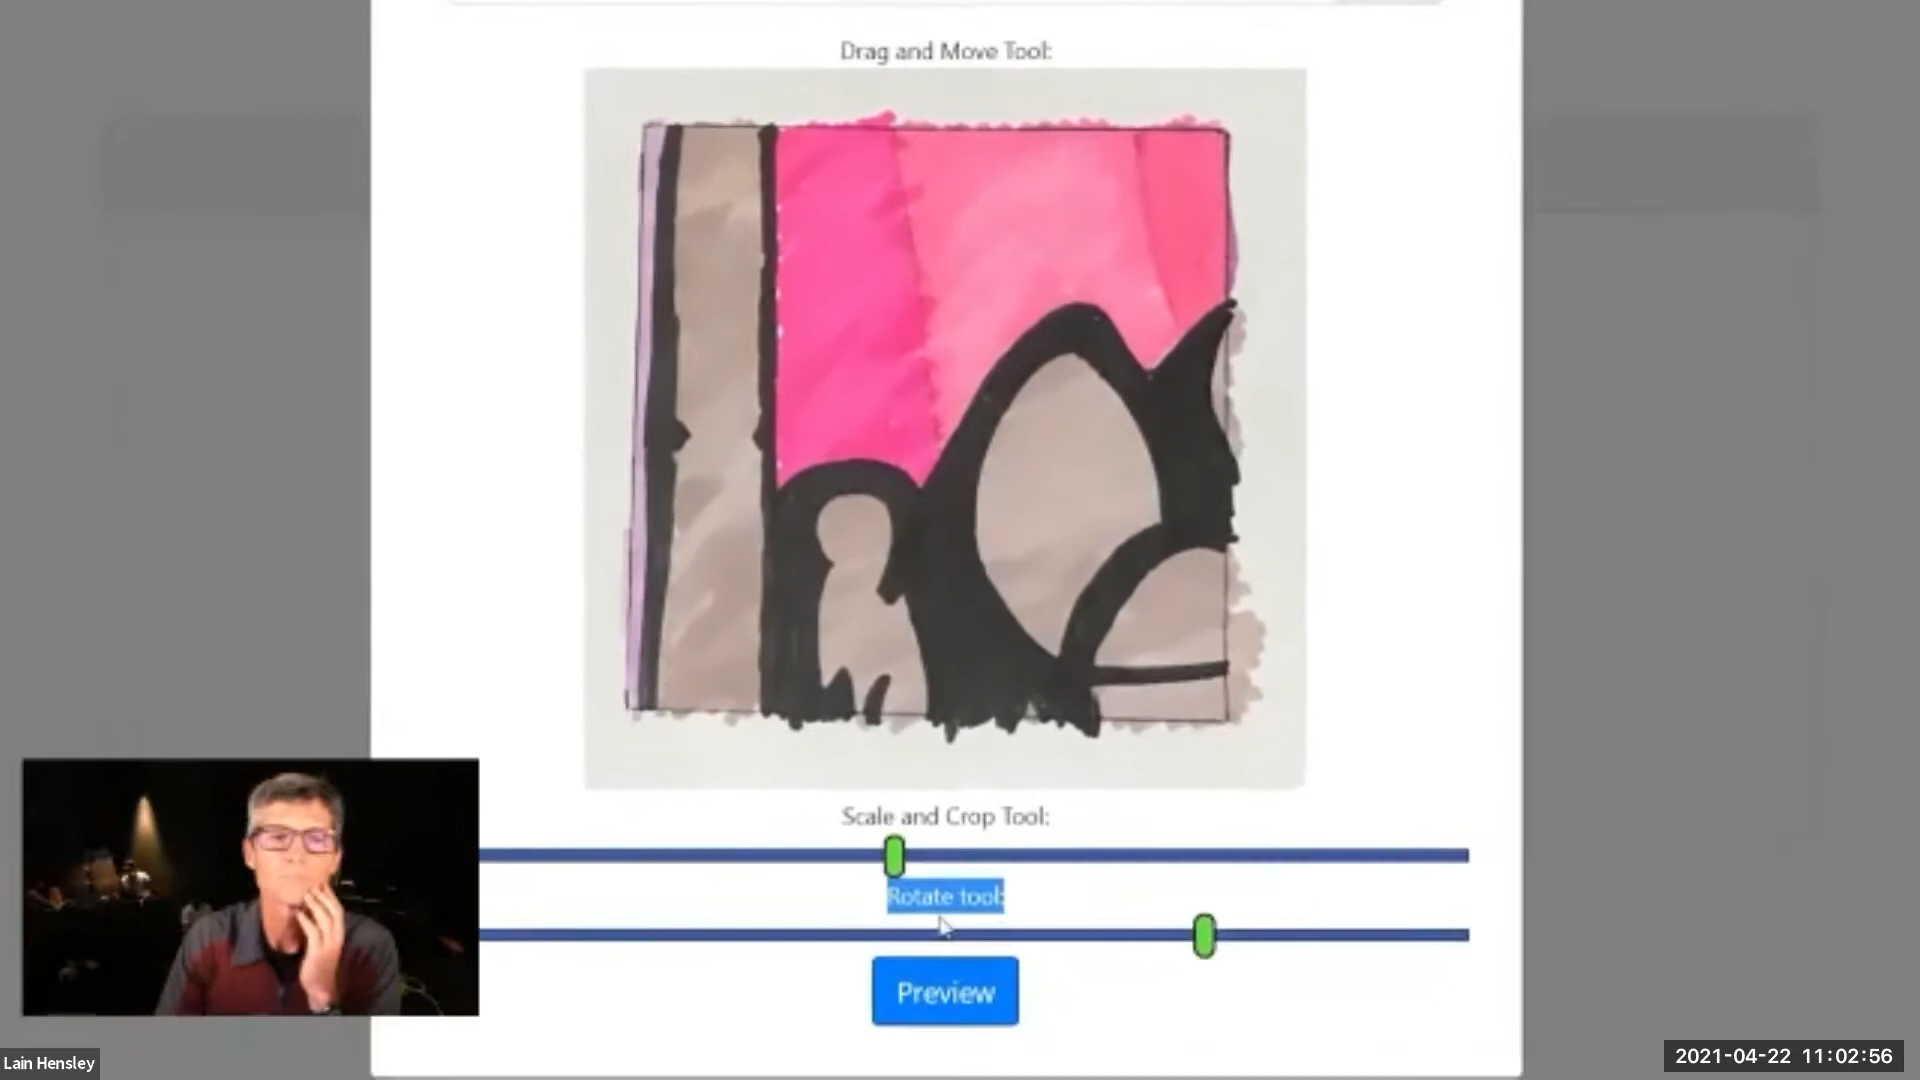 Drag and Move Tool:
Scale and Crop Tool:
Rotate tool:
Preview
Lain Hensley
2021-04-22 11:02:56